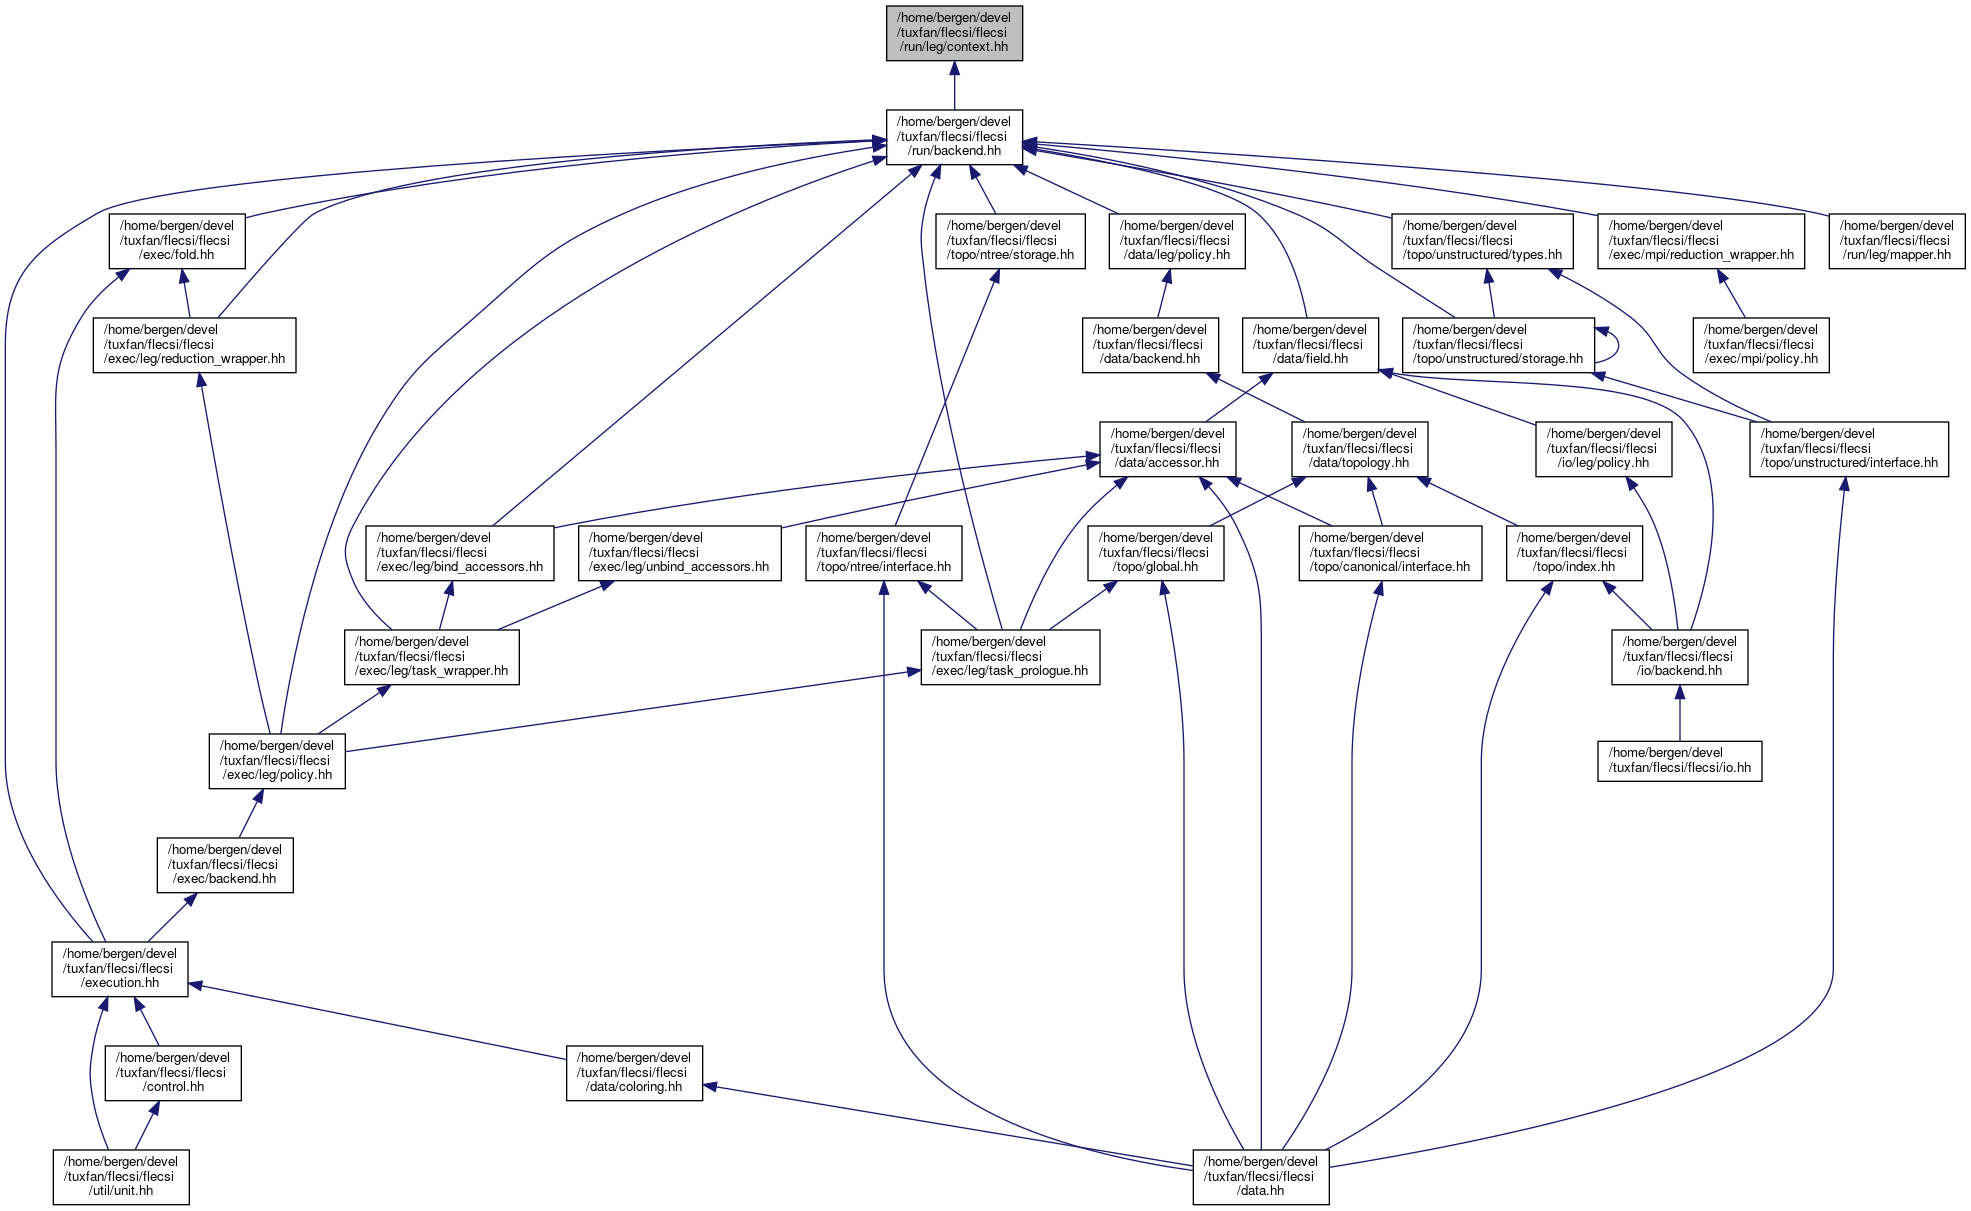 /home/bergen/devel
/tuxfan/flecsi/flecsi
/run/leg/context.hh
/home/bergen/devel
/tuxfan/flecsi/flecsi
/run/backend.hh
/home/bergen/devel
/tuxfan/flecsi/flecsi
/exec/fold.hh
/home/bergen/devel
/tuxfan/flecsi/flecsi
/topo/ntree/storage.hh
/home/bergen/devel
/tuxfan/flecsi/flecsi
/data/leg/policy.hh
/home/bergen/devel
/tuxfan/flecsi/flecsi
/topo/unstructured/types.hh
/home/bergen/devel
/tuxfan/flecsi/flecsi
/exec/mpi/reduction_wrapper.hh
/home/bergen/devel
/tuxfan/flecsi/flecsi
/run/leg/mapper.hh
/home/bergen/devel
/tuxfan/flecsi/flecsi
/exec/leg/reduction_wrapper.hh
/home/bergen/devel
/tuxfan/flecsi/flecsi
/data/backend.hh
/home/bergen/devel
/tuxfan/flecsi/flecsi
/data/field.hh
/home/bergen/devel
/tuxfan/flecsi/flecsi
/topo/unstructured/storage.hh
/home/bergen/devel
/tuxfan/flecsi/flecsi
/exec/mpi/policy.hh
/home/bergen/devel
/tuxfan/flecsi/flecsi
/data/accessor.hh
/home/bergen/devel
/tuxfan/flecsi/flecsi
/data/topology.hh
/home/bergen/devel
/tuxfan/flecsi/flecsi
/io/leg/policy.hh
/home/bergen/devel
/tuxfan/flecsi/flecsi
/topo/unstructured/interface.hh
/home/bergen/devel
/tuxfan/flecsi/flecsi
/exec/leg/bind_accessors.hh
/home/bergen/devel
/tuxfan/flecsi/flecsi
/exec/leg/unbind_accessors.hh
/home/bergen/devel
/tuxfan/flecsi/flecsi
/topo/ntree/interface.hh
/home/bergen/devel
/tuxfan/flecsi/flecsi
/topo/global.hh
/home/bergen/devel
/tuxfan/flecsi/flecsi
/topo/canonical/interface.hh
/home/bergen/devel
/tuxfan/flecsi/flecsi
/topo/index.hh
/home/bergen/devel
/tuxfan/flecsi/flecsi
/exec/leg/task_wrapper.hh
/home/bergen/devel
/tuxfan/flecsi/flecsi
/exec/leg/task_prologue.hh
/home/bergen/devel
/tuxfan/flecsi/flecsi
/io/backend.hh
/home/bergen/devel
/tuxfan/flecsi/flecsi
/exec/leg/policy.hh
/home/bergen/devel
/tuxfan/flecsi/flecsi/io.hh
/home/bergen/devel
/tuxfan/flecsi/flecsi
/exec/backend.hh
/home/bergen/devel
/tuxfan/flecsi/flecsi
/execution.hh
/home/bergen/devel
/tuxfan/flecsi/flecsi
/control.hh
/home/bergen/devel
/tuxfan/flecsi/flecsi
/data/coloring.hh
/home/bergen/devel
/tuxfan/flecsi/flecsi
/util/unit.hh
/home/bergen/devel
/tuxfan/flecsi/flecsi
/data.hh